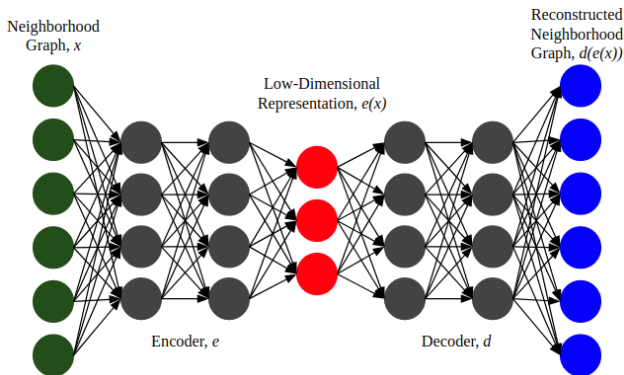 Neighborhood
Graph, x
Low-Dimensional
Representation, e(x)
Reconstructed
Neighborhood
Graph, d(e(x))
Encoder, e
Decoder, d